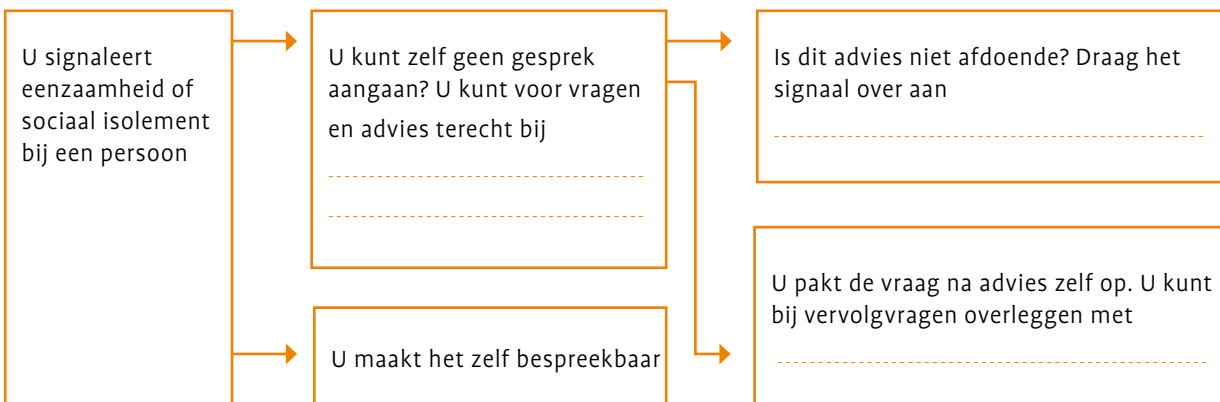 U signaleert
eenzaamheid of
sociaal isolement
bij een persoon
U kunt zelf geen gesprek
aangaan? U kunt voor vragen
en advies terecht bij
Is dit advies niet afdoende? Draag het
signaal over aan
U maakt het zelf bespreekbaar
U pakt de vraag na advies zelf op. U kunt
bij vervolgvragen overleggen met